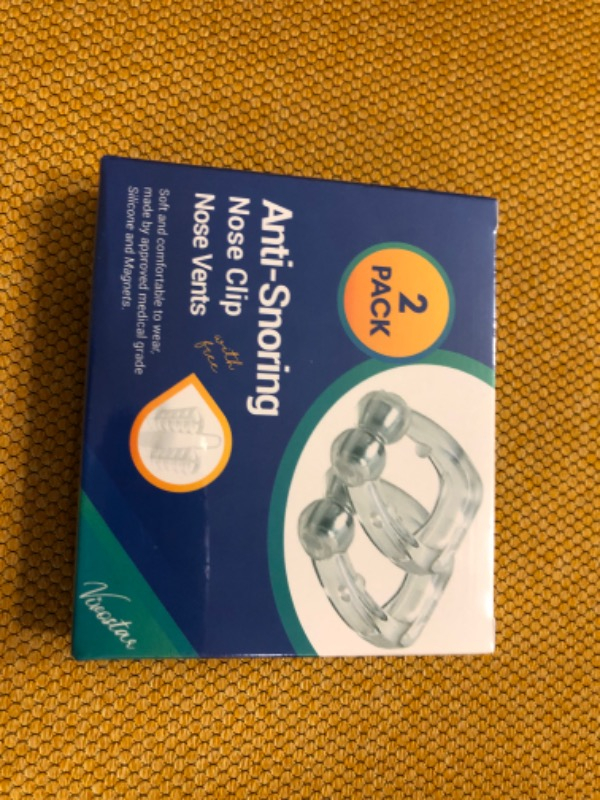 2
PACK
Anti-Snoring
Nose Clip
with
free
Nose Vents
Soft and comfortable to wear,
made by approved medical grade
Silicone and Magnets.
Vivostar